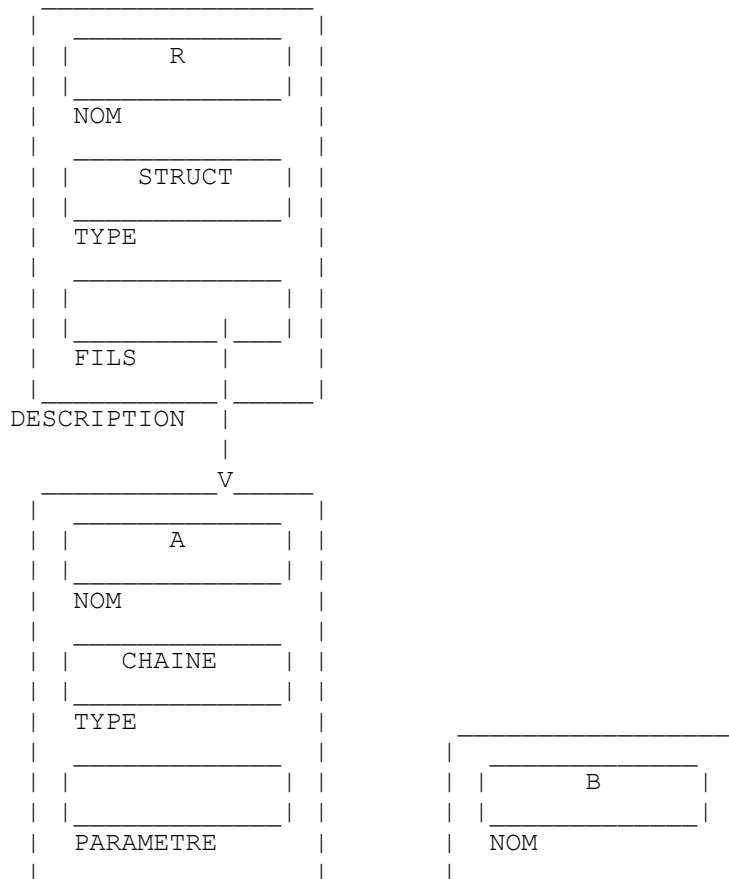 R
NOM
STRUCT
TYPE
FILS
DESCRIPTION
V
A
NOM
CHAINE
TYPE
B
PARAMETRE NOM